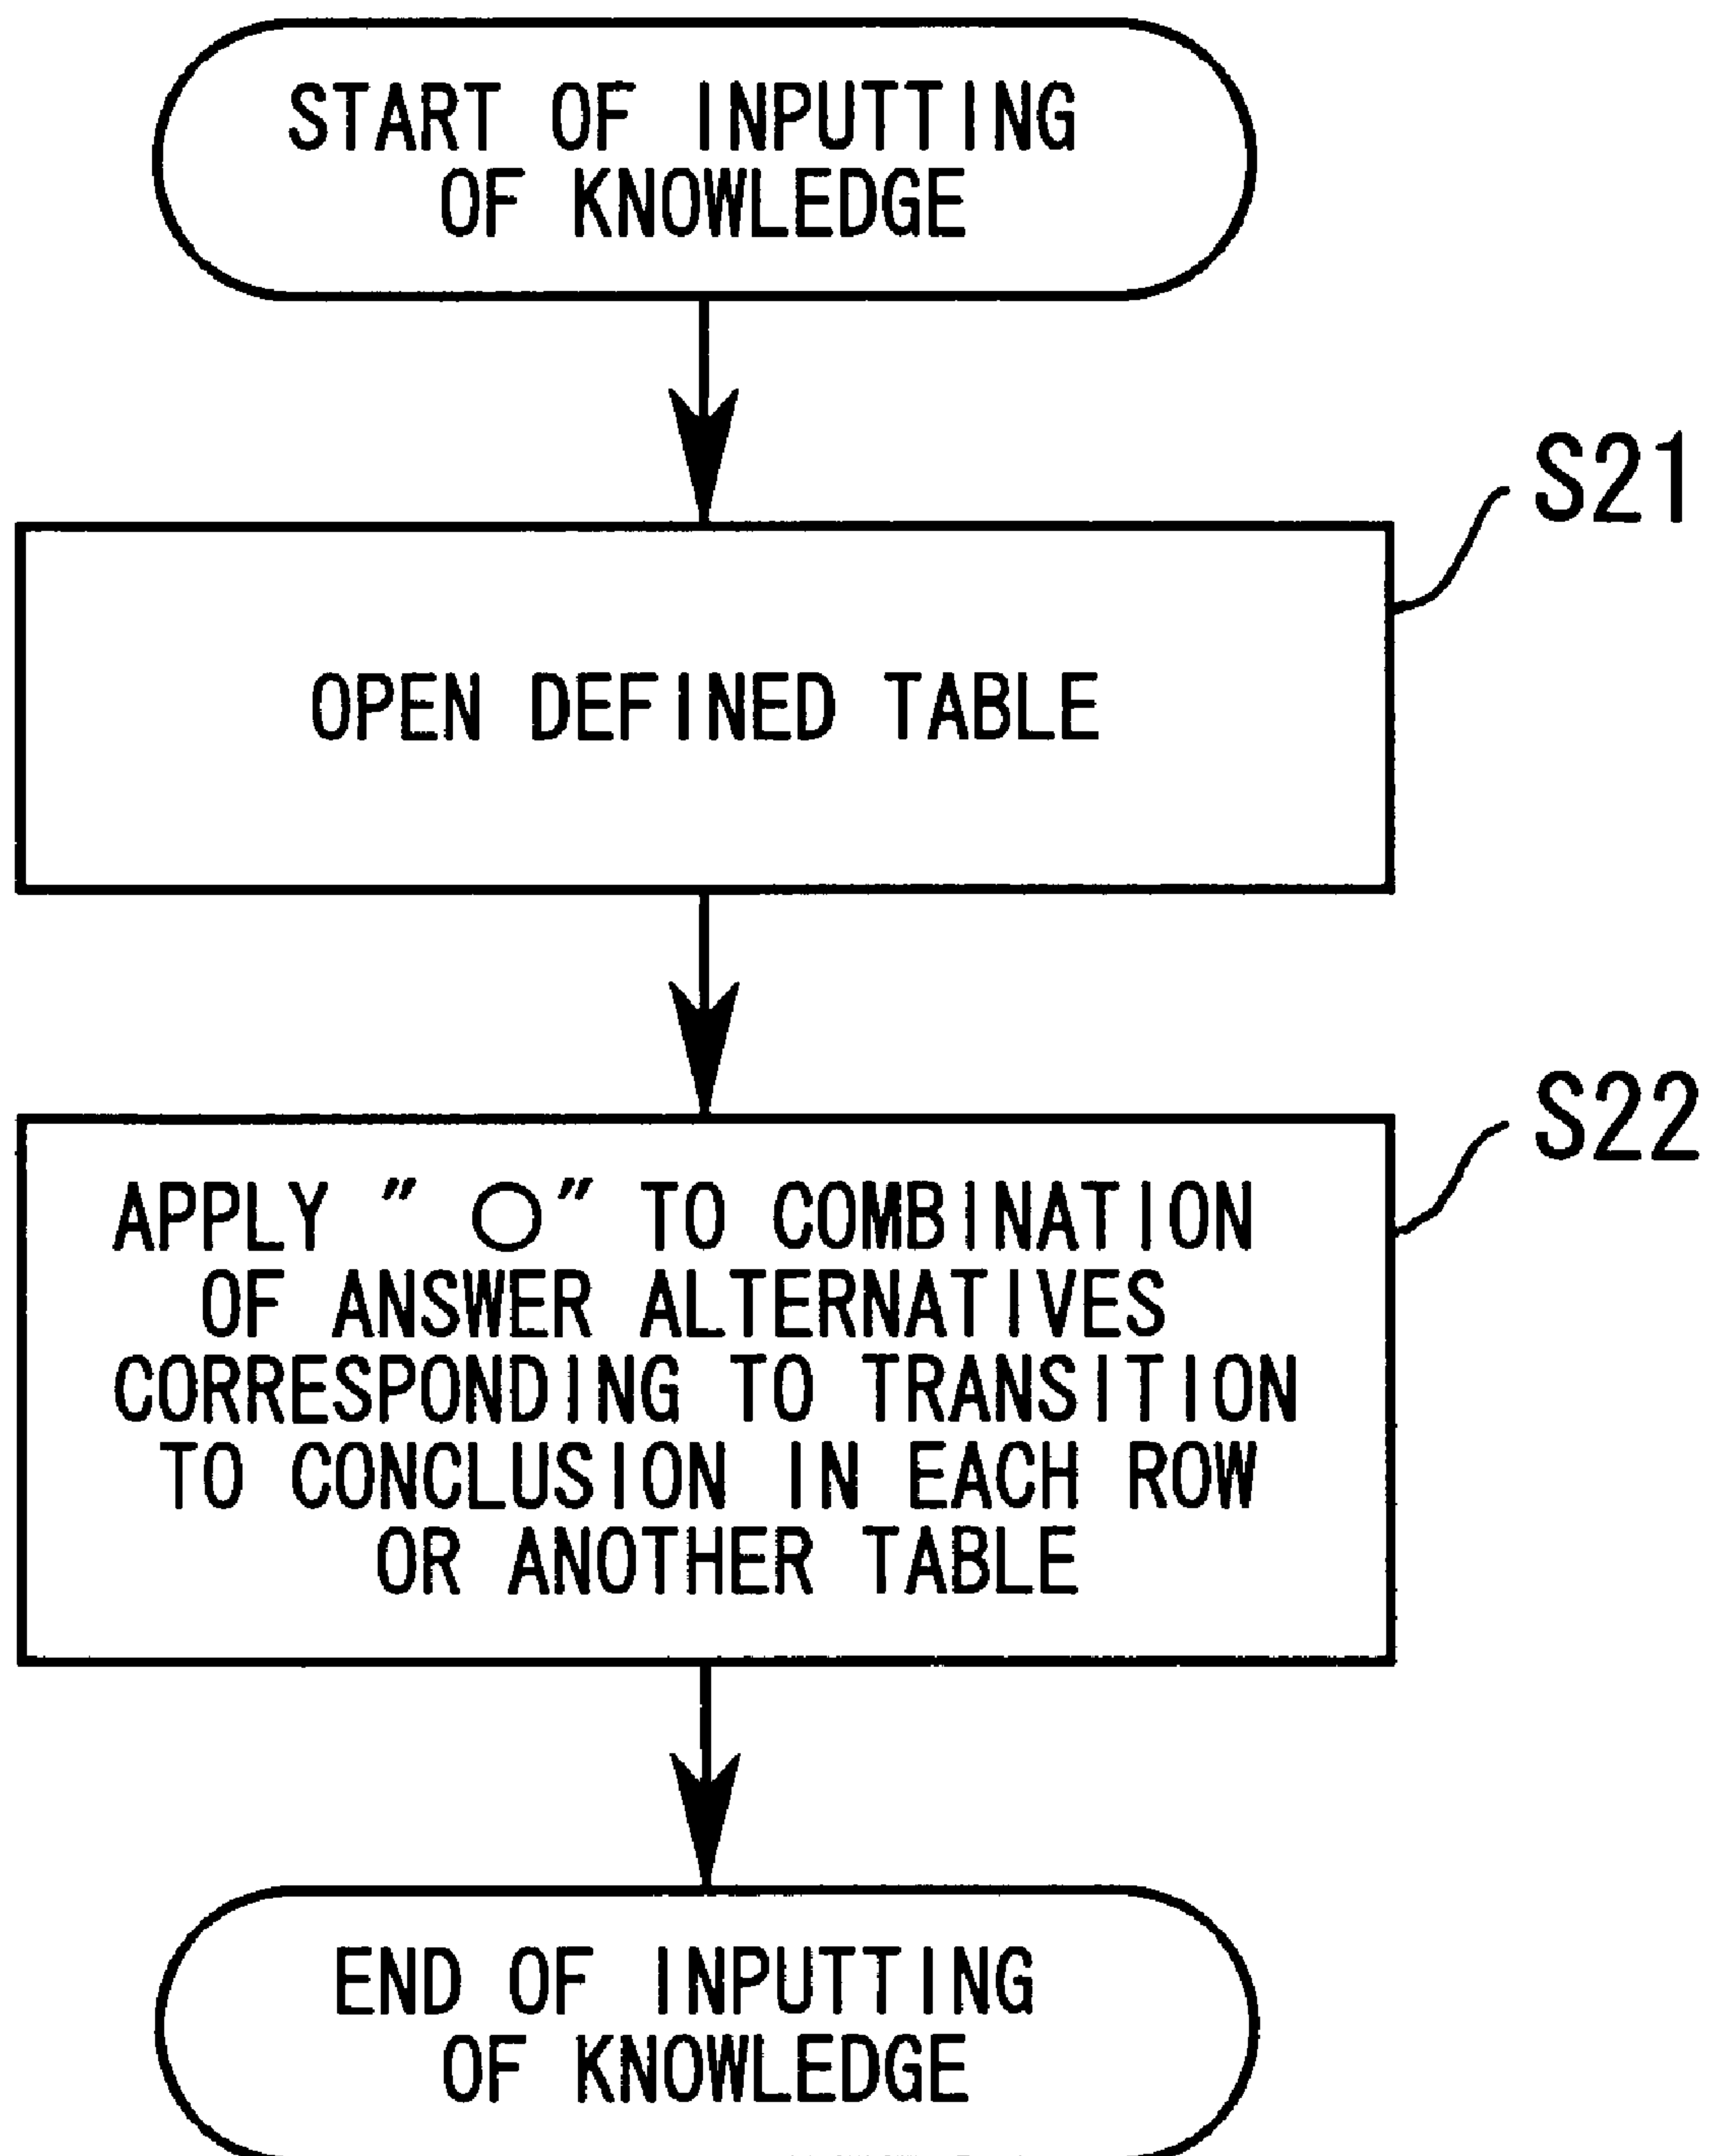 START OF INPUTTING
OF KNOWLEDGE
S21
OPEN DEFINED TABLE
S22
APPLY "○" TO COMBINATION
OF ANSWER ALTERNATIVES
CORRESPONDING TO TRANSITION
TO CONCLUSION IN EACH ROW
OR ANOTHER TABLE
END OF INPUTTING
OF KNOWLEDGE